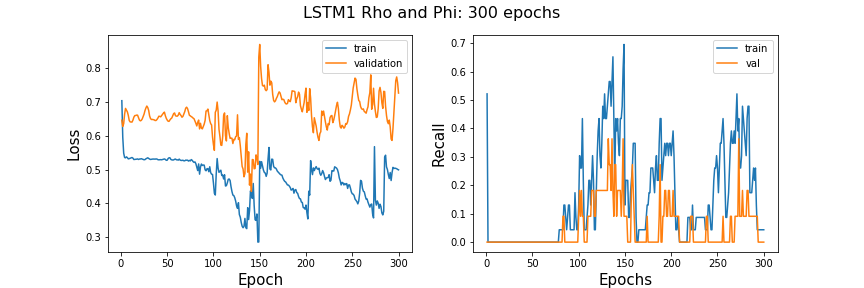 LSTM1 Rho and Phi: 300 epochs
Loss
0.8
0.7
0.6
0.5
0.4
0.3
train
validation
0 50 100 150 200 250 300
Epoch
Recall
0.7
0.6
0.5
0.4
0.3
0.2
0.1
0.0
train
val
0 50 100 150 200 250 300
Epochs